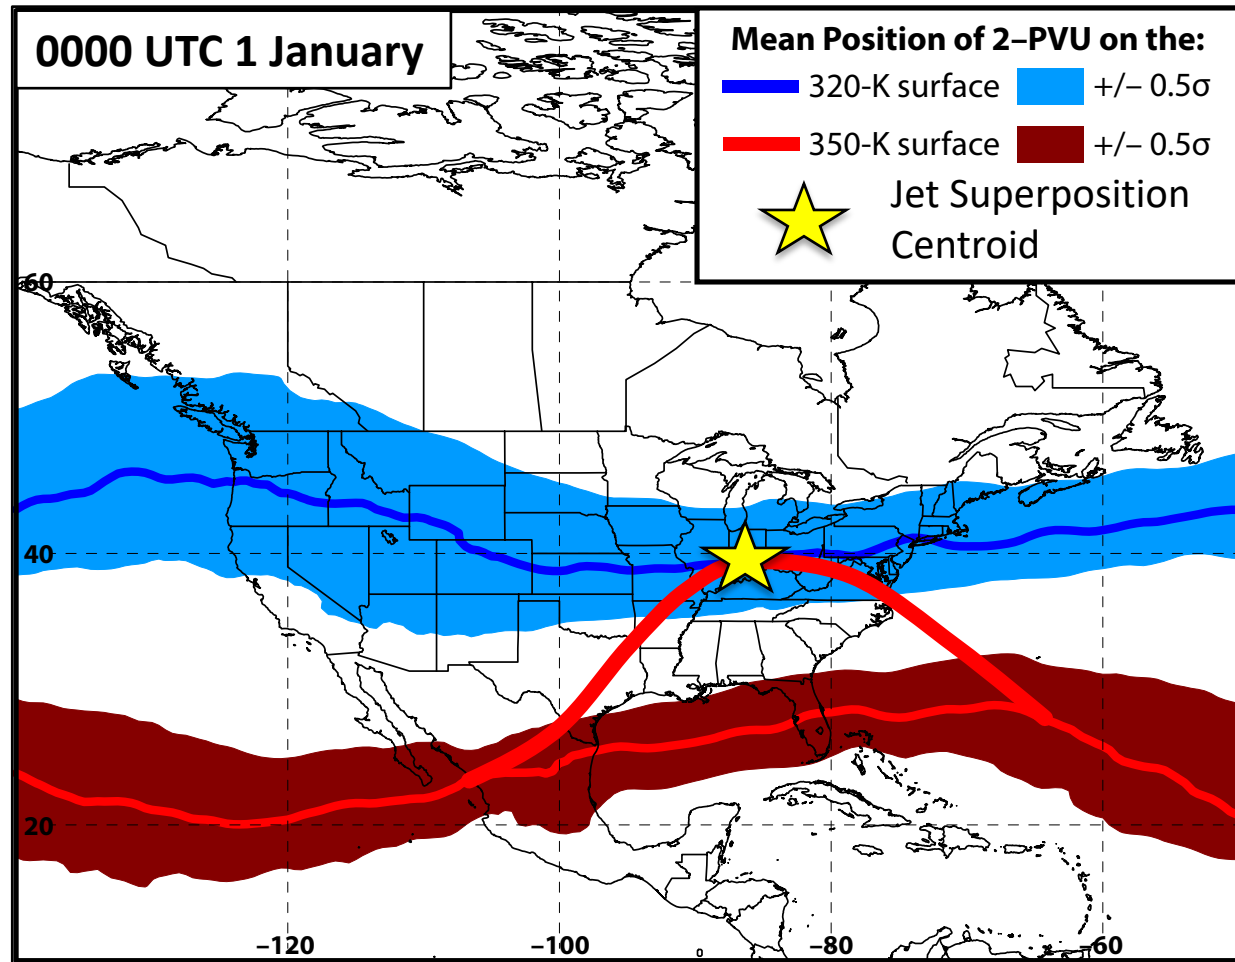 0000 UTC 1 January
Mean Position of 2–PVU on the:
320-K surface
+/– 0.5σ
350-K surface
+/– 0.5σ
Jet Superposition
Centroid
60
40
20
–120
–100
–80
–60